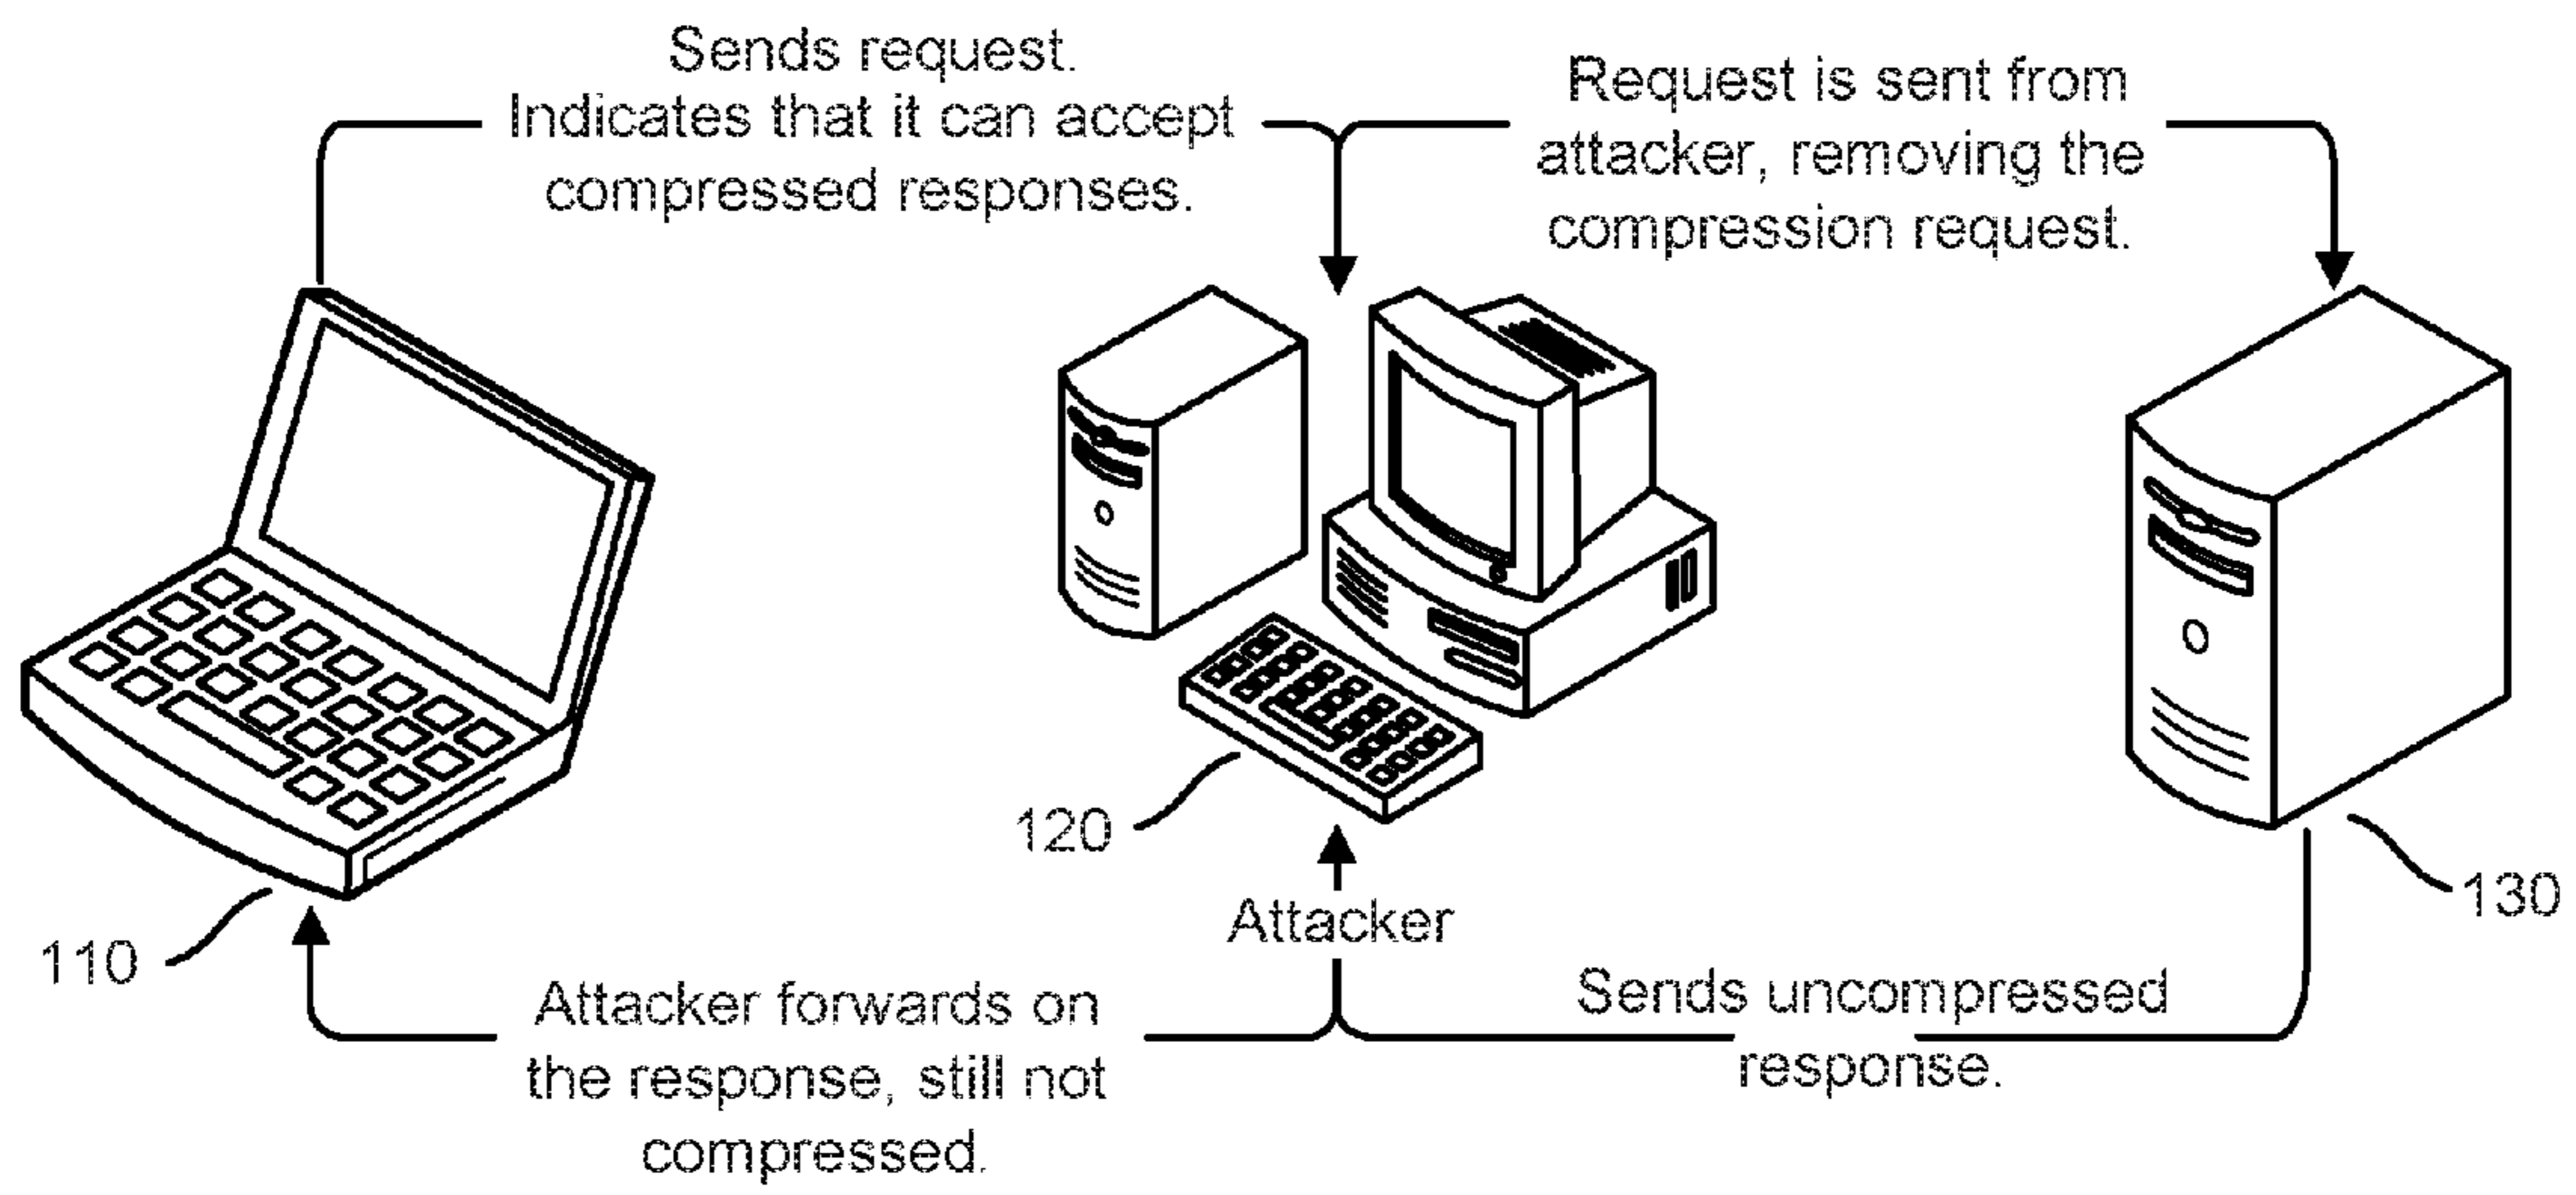 Sends request.
Indicates that it can accept
compressed responses.
Request is sent from
attacker, removing the
compression request.
120
130
110
Attacker
Attacker forwards on
the response, still not
compressed.
Sends uncompressed
response.